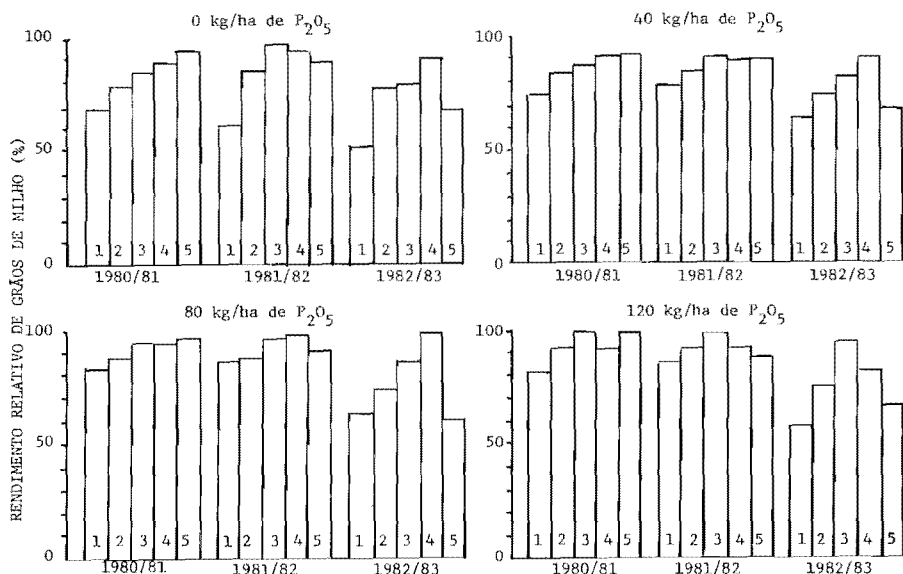 RENDIMENTO RELATIVO DE GRÃOS DE MILHO (%)
0 kg/ha de P2O5
100
50
0
1 2 3 4 5 1 2 3 4 5 1 2 3 4 5
1980/81 1981/82 1982/83
40 kg/ha de P2O5
100
50
0
1 2 3 4 5 1 2 3 4 5 1 2 3 4 5
1980/81 1981/82 1982/83
80 kg/ha de P2O5
100
50
0
1 2 3 4 5 1 2 3 4 5 1 2 3 4 5
1980/81 1981/82 1982/83
120 kg/ha de P2O5
100
50
0
1 2 3 4 5 1 2 3 4 5 1 2 3 4 5
1980/81 1981/82 1982/83